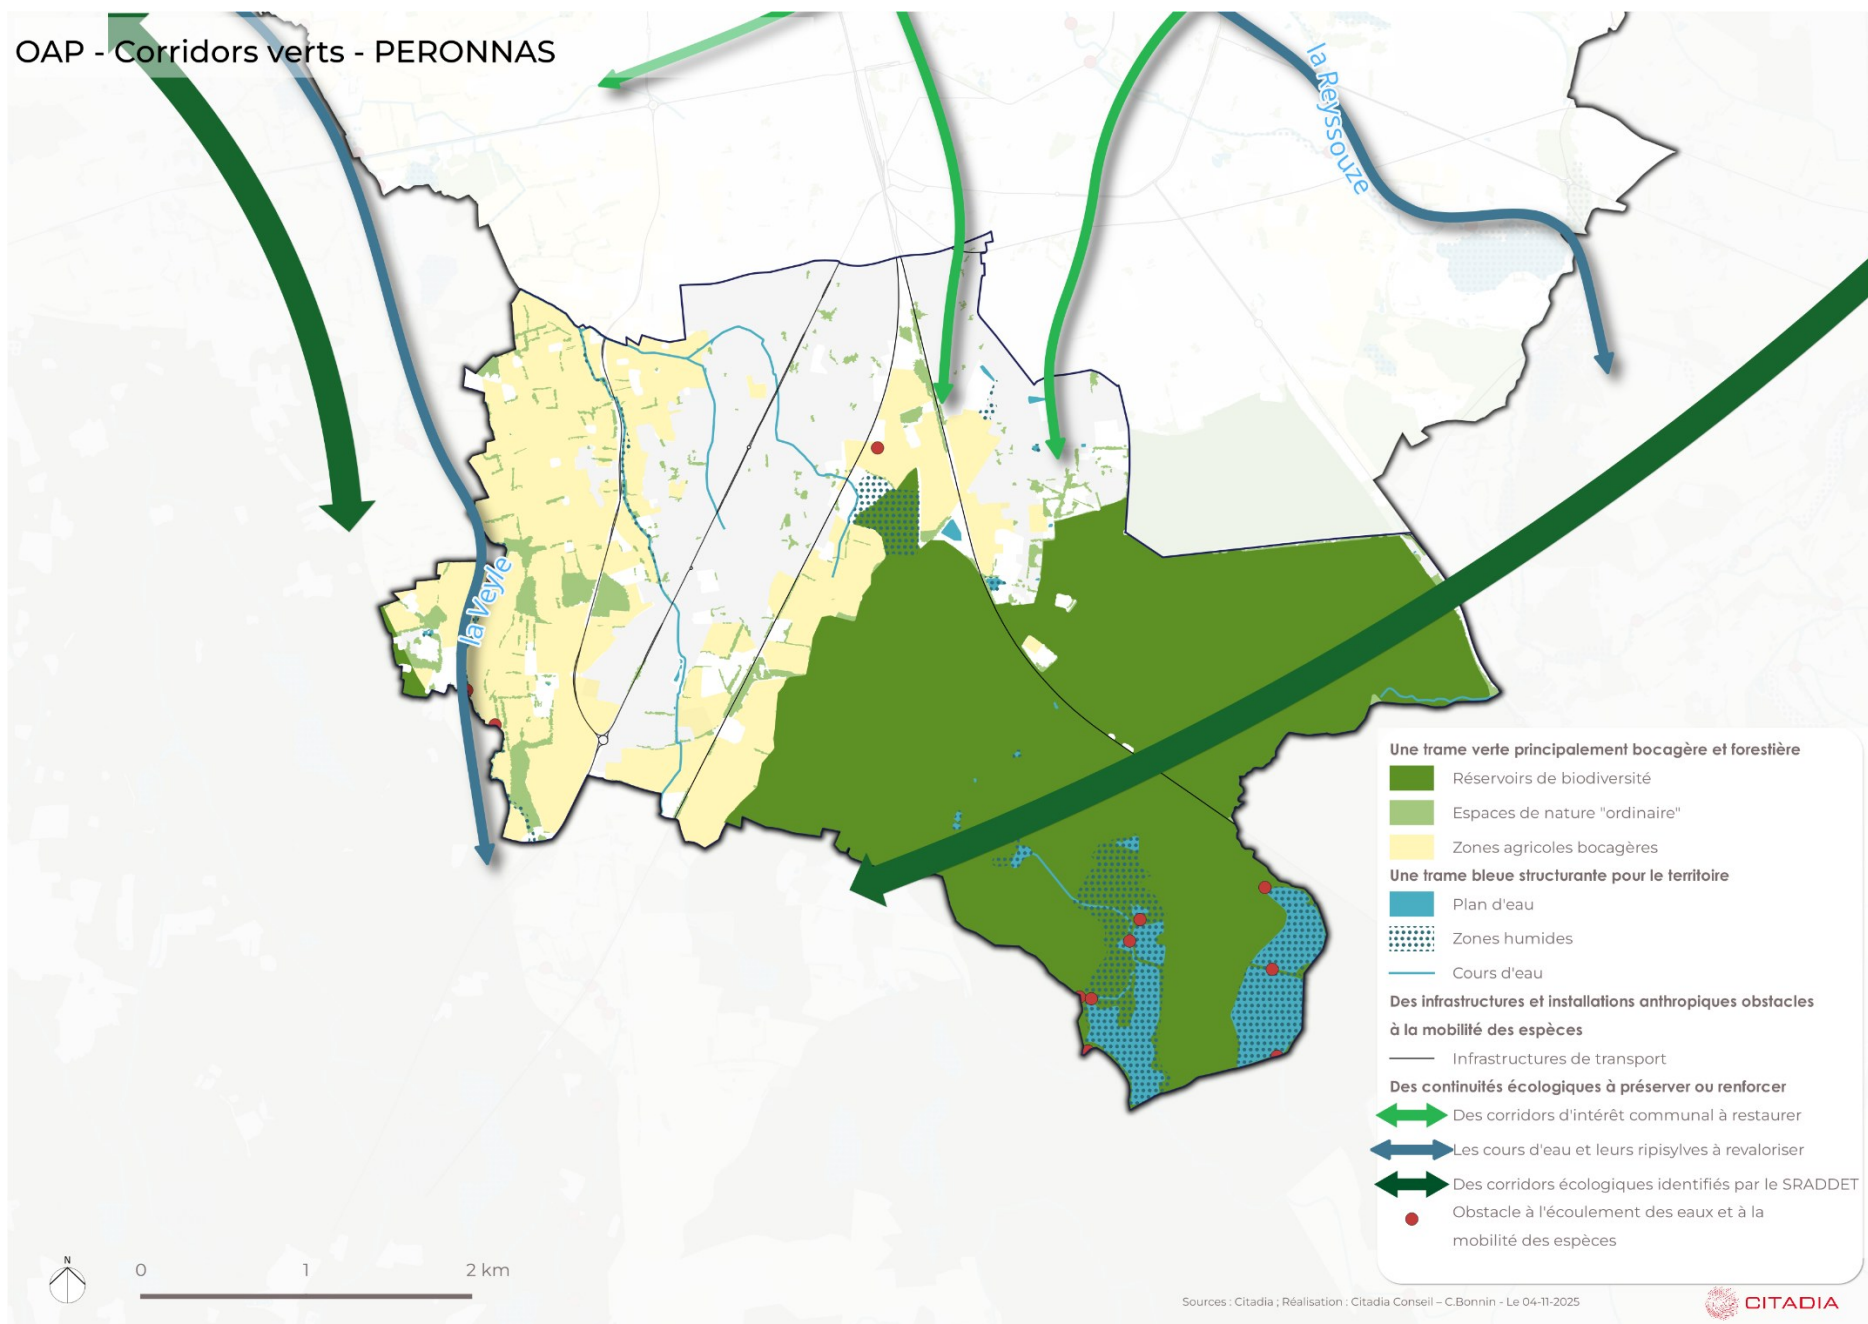 OAP - Corridors verts - PERONNAS
la Reyssouze
la Veyle
Une trame verte principalement bocagère et forestière
Réservoirs de biodiversité
Espaces de nature "ordinaire"
Zones agricoles bocagères
Une trame bleue structurante pour le territoire
Plan d'eau
Zones humides
Cours d'eau
Des infrastructures et installations anthropiques obstacles
à la mobilité des espèces
Infrastructures de transport
Des continuités écologiques à préserver ou renforcer
Des corridors d'intérêt communal à restaurer
Les cours d'eau et leurs ripisylves à revaloriser
Des corridors écologiques identifiés par le SRADDET
Obstacle à l'écoulement des eaux et à la
mobilité des espèces
N
0 1 2 km
Sources : Citadia ; Réalisation : Citadia Conseil – C.Bonnin - Le 04-11-2025
CITADIA